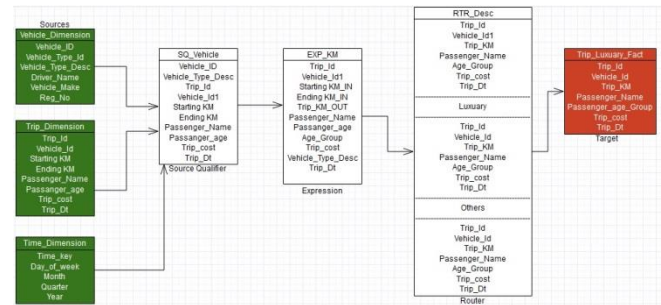 Sources
Vehicle_Dimension
Vehicle_ID
Vehicle_Type_Id
Vehicle_Type_Desc
Driver_Name
Vehicle_Make
Reg_No
Trip_Dimension
Trip_Id
Vehicle_Id
Starting KM
Ending KM
Passenger_Name
Passanger_age
Trip_cost
Trip_Dt
Time_Dimension
Time_key
Day_of_week
Month
Quarter
Year
SQ_Vehicle
Vehicle_ID
Vehicle_Type_Desc
Trip_Id
Vehicle_Id1
Starting KM
Ending KM
Passenger_Name
Passanger_age
Trip_cost
Trip_Dt
Source Qualifier
EXP_KM
Trip_Id
Vehicle_Id1
Starting KM_IN
Ending KM_IN
Trip_KM_OUT
Passenger_Name
Passanger_age
Age_Group
Trip_cost
Vehicle_Type_Desc
Trip_Dt
Expression
RTR_Desc
Trip_Id
Vehicle_Id1
Trip_KM
Passenger_Name
Age_Group
Trip_cost
Trip_Dt
Luxuary
Trip_Id
Vehicle_Id
Trip_KM
Passenger_Name
Age_Group
Trip_cost
Trip_Dt
Others
Trip_Id
Vehicle_Id
Trip_KM
Passenger_Name
Age_Group
Trip_cost
Trip_Dt
Router
Trip_Luxury_Fact
Trip_Id
Vehicle_Id
Trip_KM
Passenger_Name
Passenger_age_Group
Trip_cost
Trip_Dt
Target